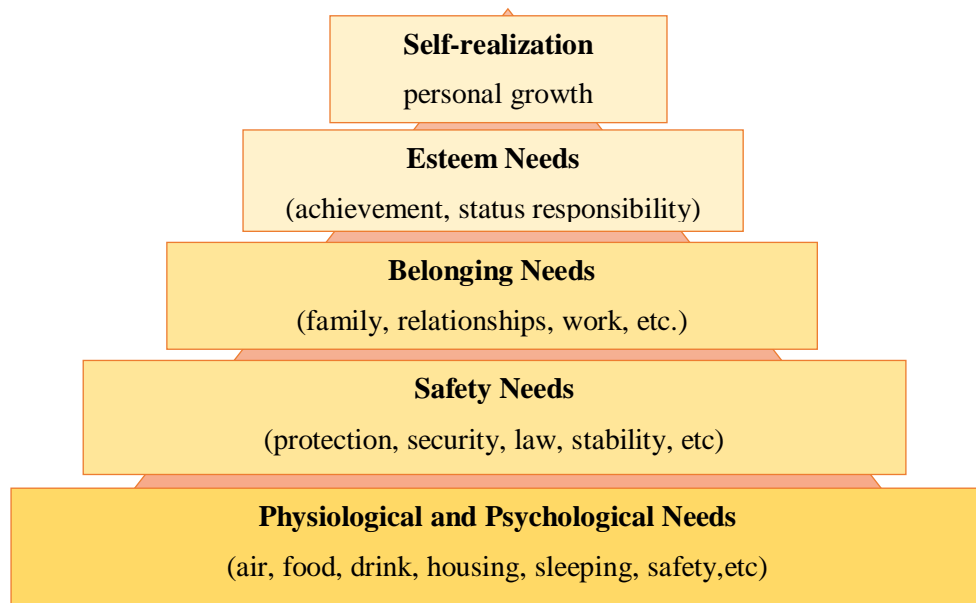 Self-realization
personal growth
Esteem Needs
(achievement, status responsibility)
Belonging Needs
(family, relationships, work, etc.)
Safety Needs
(protection, security, law, stability, etc)
Physiological and Psychological Needs
(air, food, drink, housing, sleeping, safety,etc)